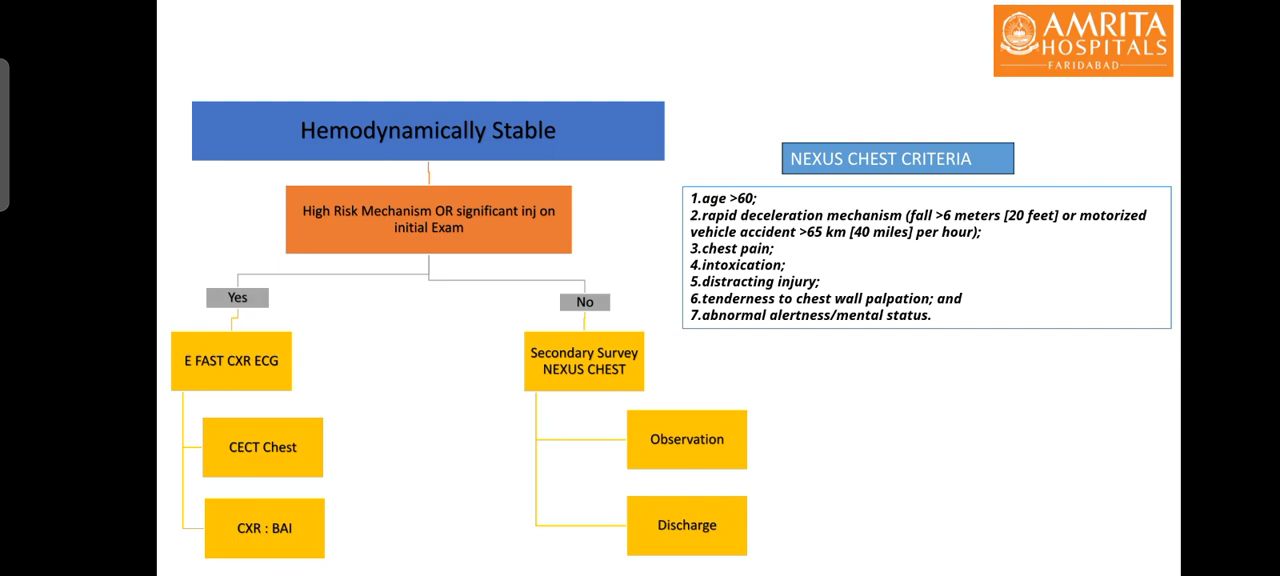 AMRITA
HOSPITALS
FARIDABAD
Hemodynamically Stable
High Risk Mechanism OR significant inj on
initial Exam
Yes
No
E FAST CXR ECG
CECT Chest
CXR : BAI
Secondary Survey
NEXUS CHEST
Observation
Discharge
NEXUS CHEST CRITERIA
1.age >60;
2.rapid deceleration mechanism (fall >6 meters [20 feet] or motorized
vehicle accident >65 km [40 miles] per hour);
3.chest pain;
4.intoxication;
5.distracting injury;
6.tenderness to chest wall palpation; and
7.abnormal alertness/mental status.